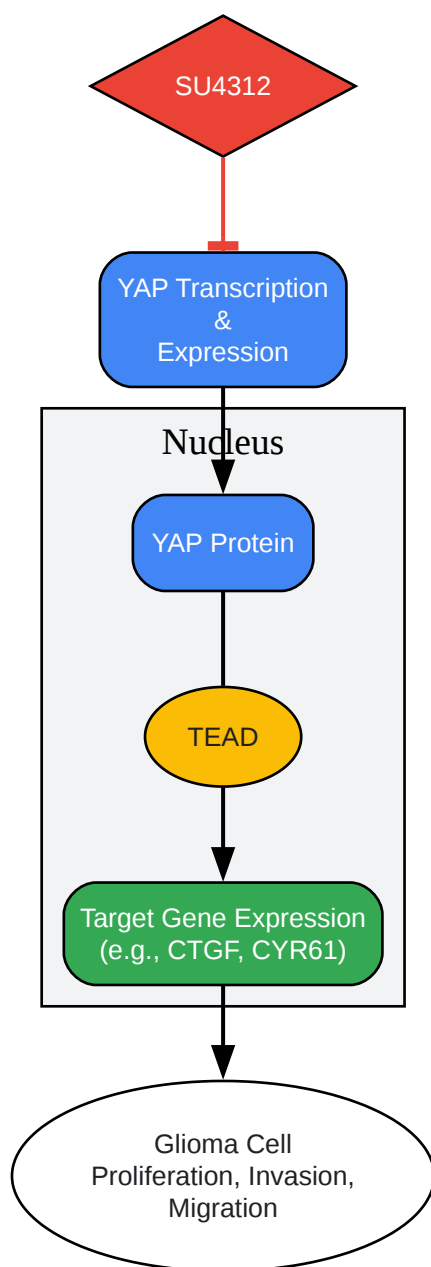 SU4312
YAP Transcription
&
Expression
Nucleus
YAP Protein
TEAD
Target Gene Expression
(e.g., CTGF, CYR61)
Glioma Cell
Proliferation, Invasion,
Migration